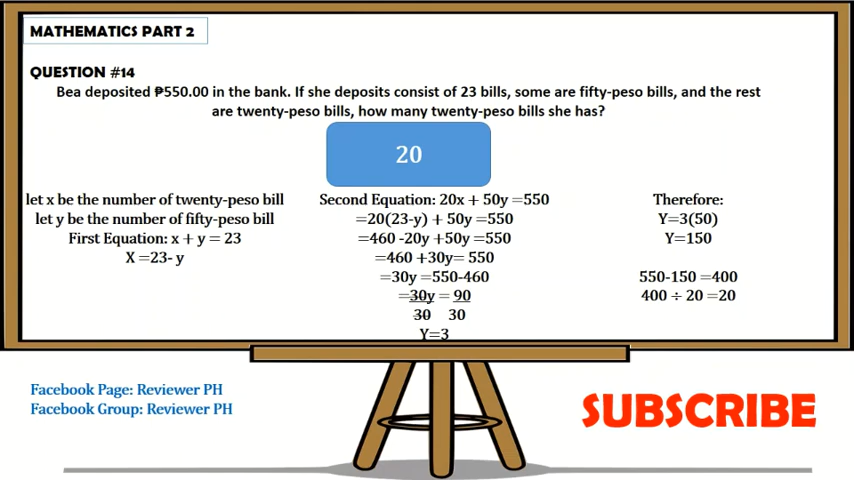 MATHEMATICS PART 2
QUESTION #14
Bea deposited ₱550.00 in the bank. If she deposits consist of 23 bills, some are fifty-peso bills, and the rest
are twenty-peso bills, how many twenty-peso bills she has?
20
let x be the number of twenty-peso bill
let y be the number of fifty-peso bill
First Equation: x + y = 23
X =23- y
Second Equation: 20x + 50y =550
=20(23-y) + 50y =550
=460 -20y +50y =550
=460 +30y= 550
=30y =550-460
=30y = 90
30 30
Y=3
Therefore:
Y=3(50)
Y=150
550-150 =400
400 ÷ 20 =20
Facebook Page: Reviewer PH
Facebook Group: Reviewer PH
SUBSCRIBE